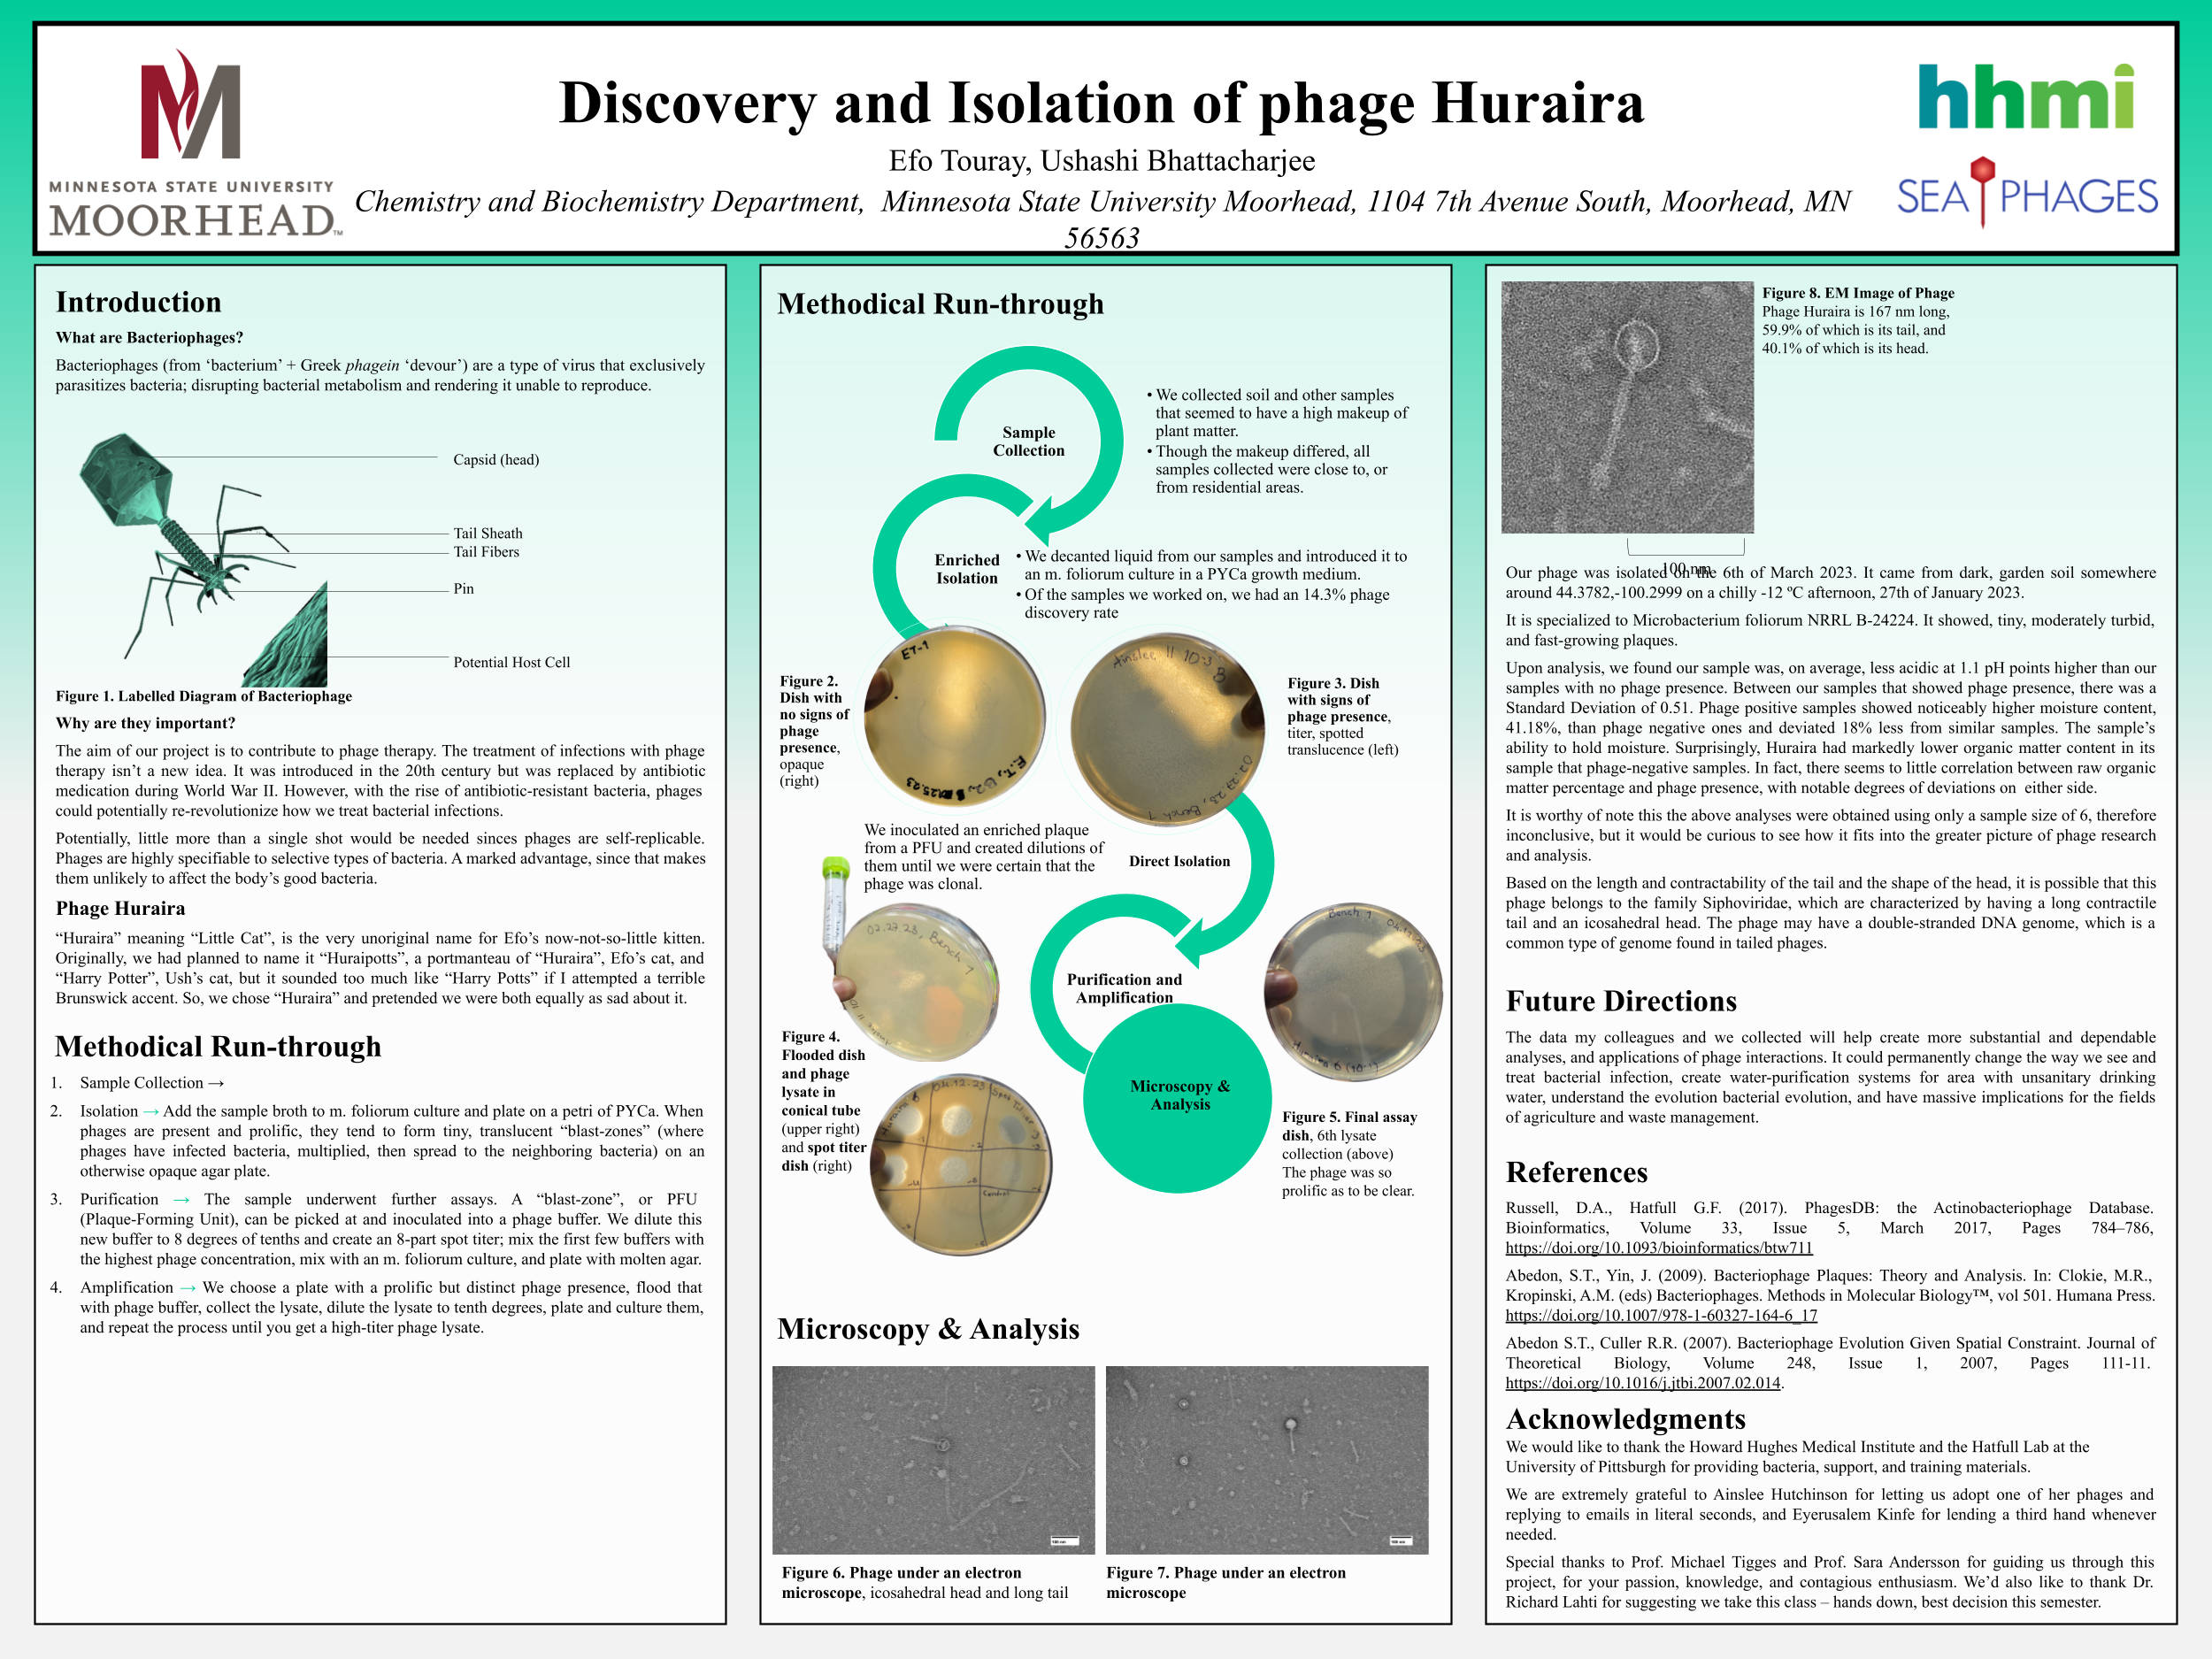 MINNESOTA STATE UNIVERSITY
MOORHEAD™
Discovery and Isolation of phage Huraira
Efo Touray, Ushashi Bhattacharjee
Chemistry and Biochemistry Department, Minnesota State University Moorhead, 1104 7th Avenue South, Moorhead, MN
56563
hhmi
SEA PHAGES
Introduction
What are Bacteriophages?
Bacteriophages (from ‘bacterium’ + Greek phagein ‘devour’) are a type of virus that exclusively
parasitizes bacteria; disrupting bacterial metabolism and rendering it unable to reproduce.
Capsid (head)
Tail Sheath
Tail Fibers
Pin
Potential Host Cell
Figure 1. Labelled Diagram of Bacteriophage
Why are they important?
The aim of our project is to contribute to phage therapy. The treatment of infections with phage
therapy isn’t a new idea. It was introduced in the 20th century but was replaced by antibiotic
medication during World War II. However, with the rise of antibiotic-resistant bacteria, phages
could potentially re-revolutionize how we treat bacterial infections.
Potentially, little more than a single shot would be needed sinces phages are self-replicable.
Phages are highly specifiable to selective types of bacteria. A marked advantage, since that makes
them unlikely to affect the body’s good bacteria.
Phage Huraira
“Huraira” meaning “Little Cat”, is the very unoriginal name for Efo’s now-not-so-little kitten.
Originally, we had planned to name it “Huraipotts”, a portmanteau of “Huraira”, Efo’s cat, and
“Harry Potter”, Ush’s cat, but it sounded too much like “Harry Potts” if I attempted a terrible
Brunswick accent. So, we chose “Huraira” and pretended we were both equally as sad about it.
Methodical Run-through
1. Sample Collection →
2. Isolation → Add the sample broth to m. foliorum culture and plate on a petri of PYCa. When
phages are present and prolific, they tend to form tiny, translucent “blast-zones” (where
phages have infected bacteria, multiplied, then spread to the neighboring bacteria) on an
otherwise opaque agar plate.
3. Purification → The sample underwent further assays. A “blast-zone”, or PFU
(Plaque-Forming Unit), can be picked at and inoculated into a phage buffer. We dilute this
new buffer to 8 degrees of tenths and create an 8-part spot titer; mix the first few buffers with
the highest phage concentration, mix with an m. foliorum culture, and plate with molten agar.
4. Amplification → We choose a plate with a prolific but distinct phage presence, flood that
with phage buffer, collect the lysate, dilute the lysate to tenth degrees, plate and culture them,
and repeat the process until you get a high-titer phage lysate.
Methodical Run-through
Sample
Collection
• We collected soil and other samples
that seemed to have a high makeup of
plant matter.
• Though the makeup differed, all
samples collected were close to, or
from residential areas.
Enriched
Isolation
• We decanted liquid from our samples and introduced it to
an m. foliorum culture in a PYCa growth medium.
• Of the samples we worked on, we had an 14.3% phage
discovery rate
Figure 2.
Dish with
no signs of
phage
presence,
opaque
(right)
ET-1
Ainslee 11 10-3
B
02.27.23, Bench 7
Figure 3. Dish
with signs of
phage presence,
titer, spotted
translucence (left)
We inoculated an enriched plaque
from a PFU and created dilutions of
them until we were certain that the
phage was clonal.
Direct Isolation
02.27.23, Bench 7
Purification and
Amplification
Bench 7
Figure 4.
Flooded dish
and phage
lysate in
conical tube
(upper right)
and spot titer
dish (right)
04.12.23
Microscopy &
Analysis
Figure 5. Final assay
dish, 6th lysate
collection (above)
The phage was so
prolific as to be clear.
Microscopy & Analysis
100 nm
Figure 6. Phage under an electron
microscope, icosahedral head and long tail
100 nm
Figure 7. Phage under an electron
microscope
Figure 8. EM Image of Phage
Phage Huraira is 167 nm long,
59.9% of which is its tail, and
40.1% of which is its head.
100 nm
Our phage was isolated on the 6th of March 2023. It came from dark, garden soil somewhere
around 44.3782,-100.2999 on a chilly -12 ºC afternoon, 27th of January 2023.
It is specialized to Microbacterium foliorum NRRL B-24224. It showed, tiny, moderately turbid,
and fast-growing plaques.
Upon analysis, we found our sample was, on average, less acidic at 1.1 pH points higher than our
samples with no phage presence. Between our samples that showed phage presence, there was a
Standard Deviation of 0.51. Phage positive samples showed noticeably higher moisture content,
41.18%, than phage negative ones and deviated 18% less from similar samples. The sample’s
ability to hold moisture. Surprisingly, Huraira had markedly lower organic matter content in its
sample that phage-negative samples. In fact, there seems to little correlation between raw organic
matter percentage and phage presence, with notable degrees of deviations on either side.
It is worthy of note this the above analyses were obtained using only a sample size of 6, therefore
inconclusive, but it would be curious to see how it fits into the greater picture of phage research
and analysis.
Based on the length and contractability of the tail and the shape of the head, it is possible that this
phage belongs to the family Siphoviridae, which are characterized by having a long contractile
tail and an icosahedral head. The phage may have a double-stranded DNA genome, which is a
common type of genome found in tailed phages.
Future Directions
The data my colleagues and we collected will help create more substantial and dependable
analyses, and applications of phage interactions. It could permanently change the way we see and
treat bacterial infection, create water-purification systems for area with unsanitary drinking
water, understand the evolution bacterial evolution, and have massive implications for the fields
of agriculture and waste management.
References
Russell, D.A., Hatfull G.F. (2017). PhagesDB: the Actinobacteriophage Database.
Bioinformatics, Volume 33, Issue 5, March 2017, Pages 784–786,
https://doi.org/10.1093/bioinformatics/btw711
Abedon, S.T., Yin, J. (2009). Bacteriophage Plaques: Theory and Analysis. In: Clokie, M.R.,
Kropinski, A.M. (eds) Bacteriophages. Methods in Molecular Biology™, vol 501. Humana Press.
https://doi.org/10.1007/978-1-60327-164-6_17
Abedon S.T., Culler R.R. (2007). Bacteriophage Evolution Given Spatial Constraint. Journal of
Theoretical Biology, Volume 248, Issue 1, 2007, Pages 111-11.
https://doi.org/10.1016/j.jtbi.2007.02.014.
Acknowledgments
We would like to thank the Howard Hughes Medical Institute and the Hatfull Lab at the
University of Pittsburgh for providing bacteria, support, and training materials.
We are extremely grateful to Ainslee Hutchinson for letting us adopt one of her phages and
replying to emails in literal seconds, and Eyerusalem Kinfe for lending a third hand whenever
needed.
Special thanks to Prof. Michael Tigges and Prof. Sara Andersson for guiding us through this
project, for your passion, knowledge, and contagious enthusiasm. We’d also like to thank Dr.
Richard Lahti for suggesting we take this class – hands down, best decision this semester.